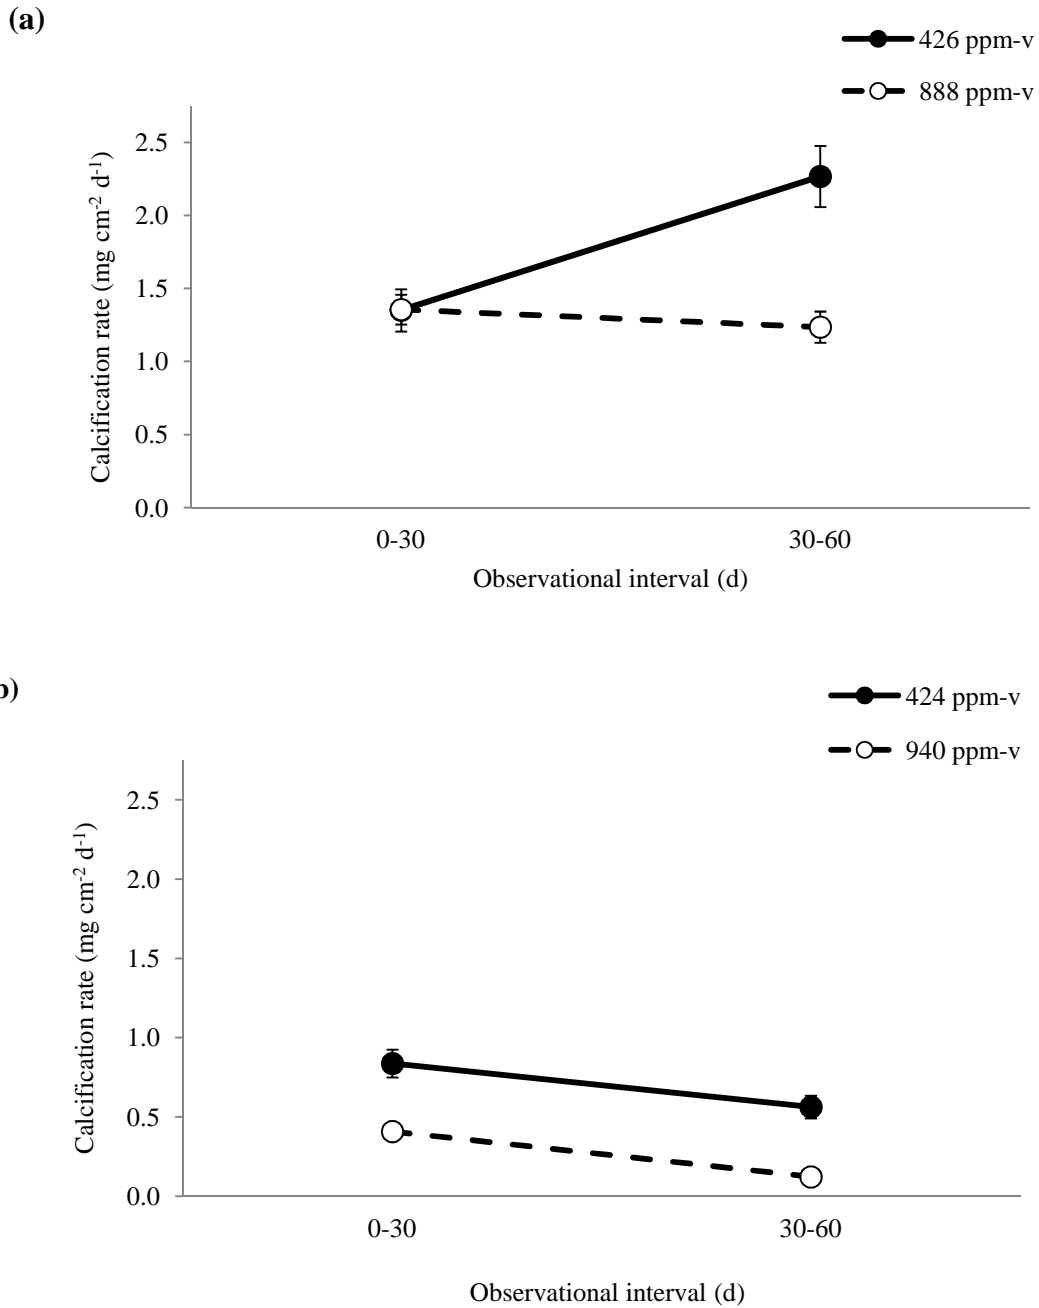 (a)
426 ppm-v
888 ppm-v
Calcification rate (mg cm-2 d-1)
2.5
2.0
1.5
1.0
0.5
0.0
0-30 30-60
Observational interval (d)
b)
424 ppm-v
940 ppm-v
Calcification rate (mg cm-2 d-1)
2.5
2.0
1.5
1.0
0.5
0.0
0-30 30-60
Observational interval (d)